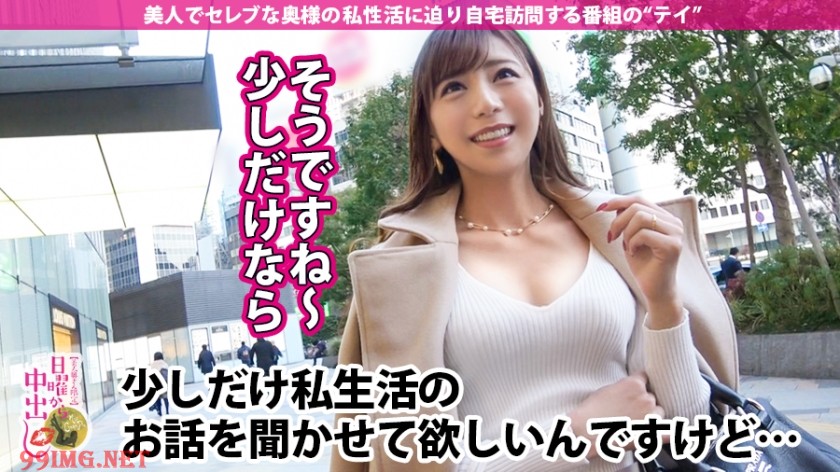 美人でセレブな奥様の私性活に迫り自宅訪問する番組の“テイ”
そうですね〜
少しだけなら
少しだけ私生活の
お話を聞かせて欲しいんですけど…
日曜から
中出し
99IMG.NET